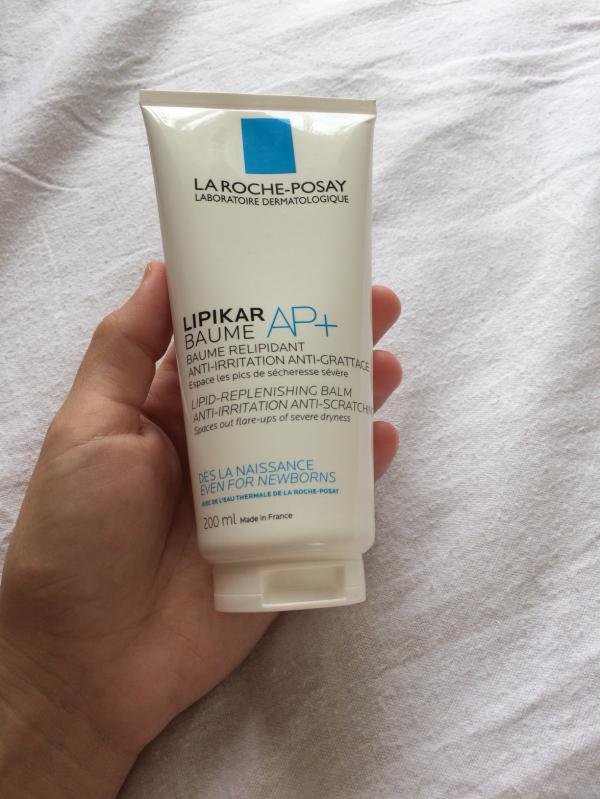 LA ROCHE-POSAY
LABORATOIRE DERMATOLOGIQUE
LIPIKAR
BAUME AP+
BAUME RELIPIDANT
ANTI-IRRITATION ANTI-GRATTAGE
Espace les pics de sécheresse sévère
LIPID-REPLENISHING BALM
ANTI-IRRITATION ANTI-SCRATCHING
Spaces out flare-ups of severe dryness
DÈS LA NAISSANCE
EVEN FOR NEWBORNS
AVEC DE L'EAU THERMALE DE LA ROCHE-POSAY
200 ml Made in France